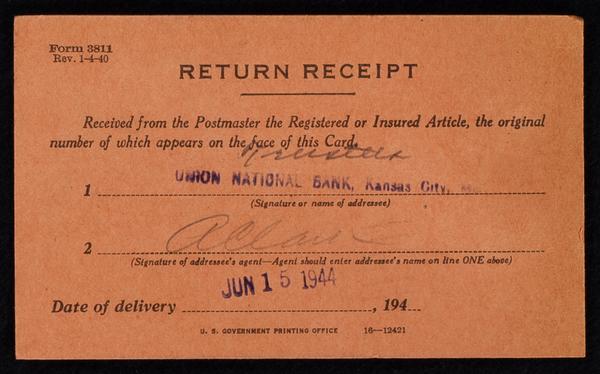 Form 3811
Rev. 1-4-40
RETURN RECEIPT
Received from the Postmaster the Registered or Insured Article, the original
number of which appears on the face of this Card.
1 UNION NATIONAL BANK, Kansas City,
(Signature or name of addressee)
2
(Signature of addressee's agent—Agent should enter addressee's name on line ONE above)
JUN 15 1944
Date of delivery , 194
U. S. GOVERNMENT PRINTING OFFICE 16—12421